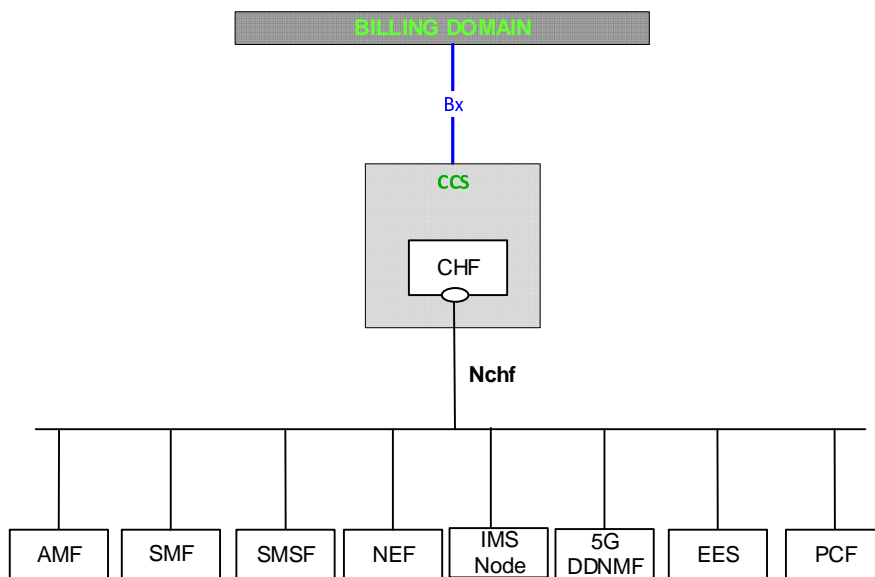 BILLING DOMAIN
Bx
CCS
CHF
Nchf
AMF
SMF
SMSF
NEF
IMS
Node
5G
DDNMF
EES
PCF